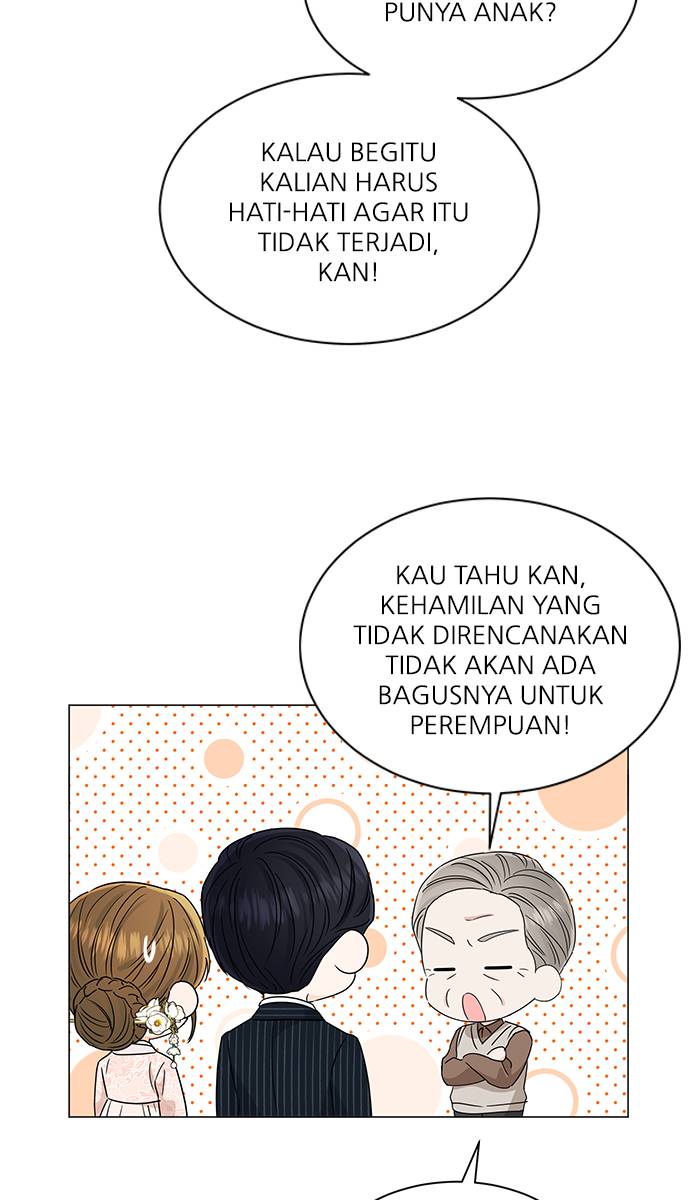 PUNYA ANAK?
KALAU BEGITU
KALIAN HARUS
HATI-HATI AGAR ITU
TIDAK TERJADI,
KAN!
KAU TAHU KAN,
KEHAMILAN YANG
TIDAK DIRENCANAKAN
TIDAK AKAN ADA
BAGUSNYA UNTUK
PEREMPUAN!